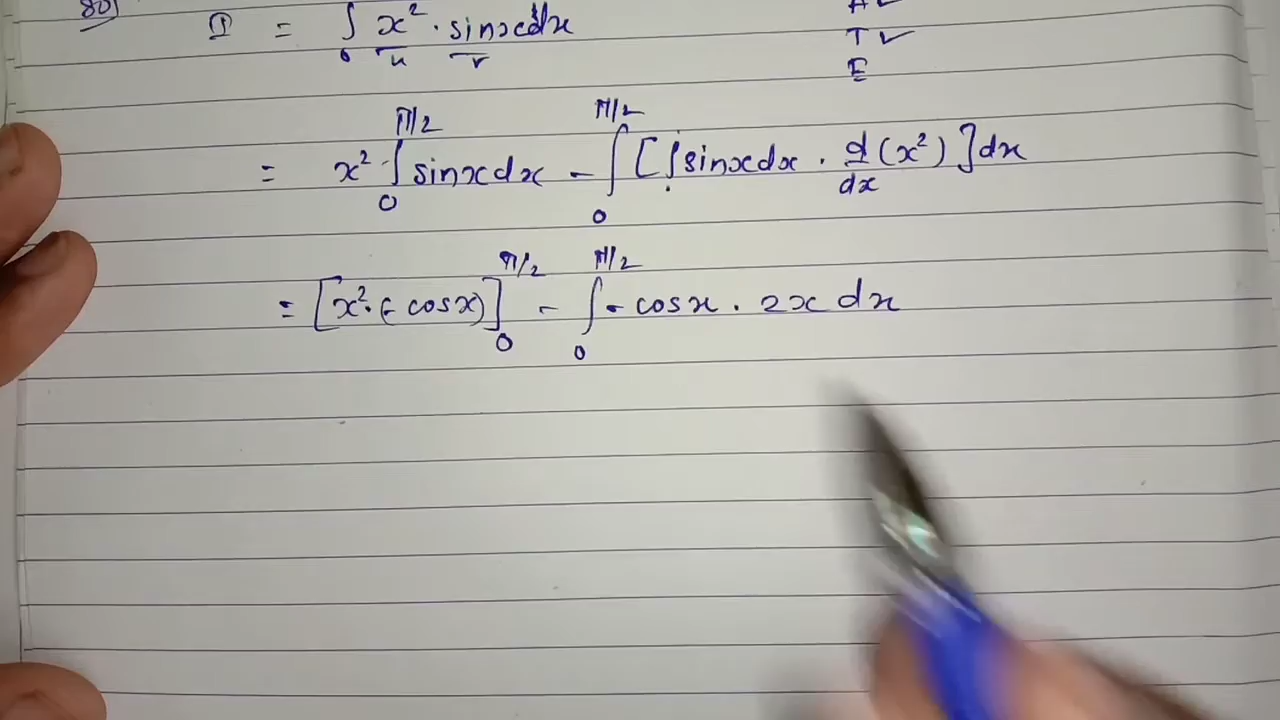 80) I = ∫₀ x² · sinx dx
u v
A ✓
T ✓
E
= x² · ∫₀^{π/2} sinx dx - ∫₀^{π/2} [∫sinx dx · d/dx (x²)] dx
= [x² · (- cosx)]₀^{π/2} - ∫₀^{π/2} - cosx · 2x dx